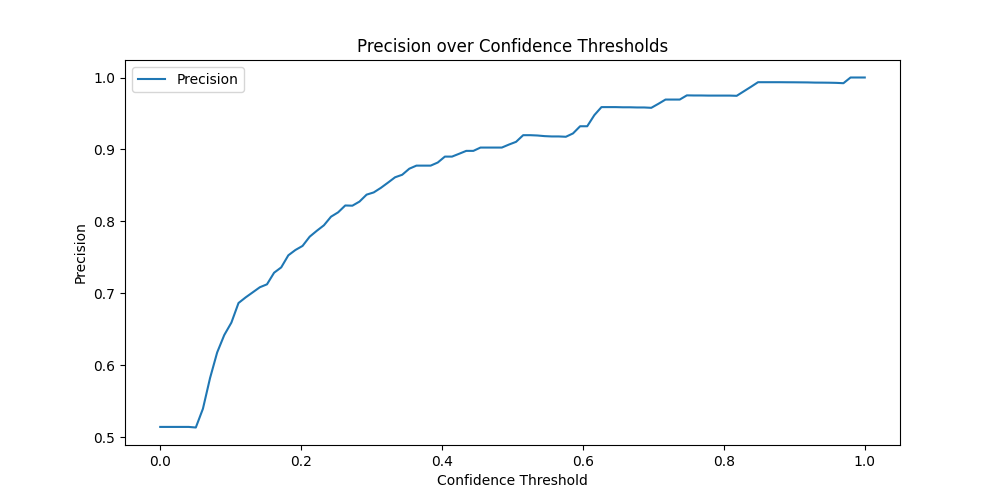 Precision over Confidence Thresholds
Precision
1.0
0.9
0.8
0.7
0.6
0.5
Precision
0.0 0.2 0.4 0.6 0.8 1.0
Confidence Threshold